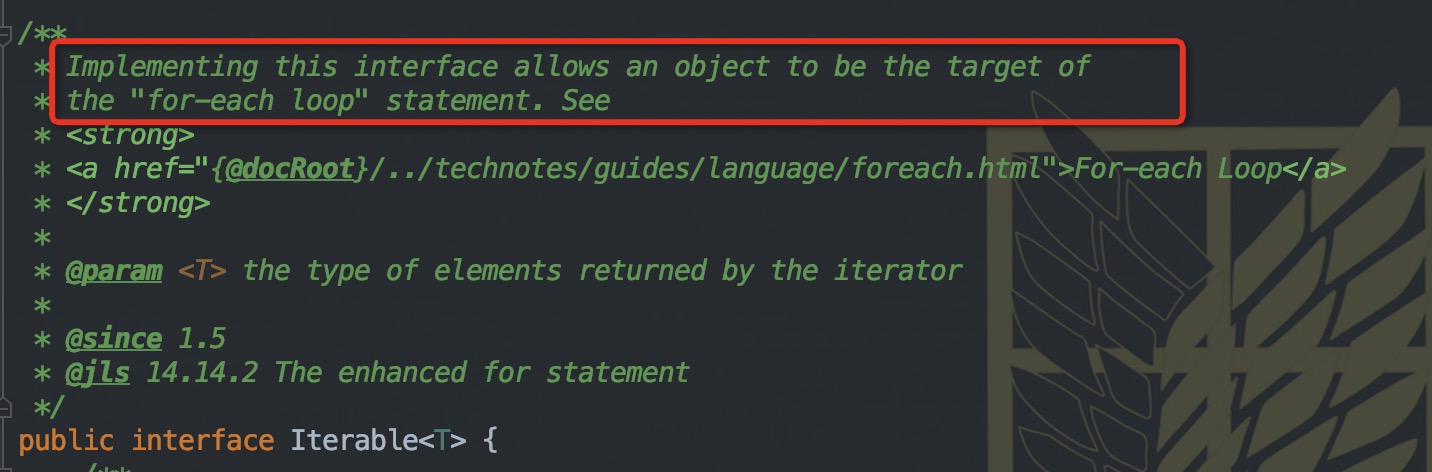 /**
* Implementing this interface allows an object to be the target of
* the "for-each loop" statement. See
* <strong>
* <a href="{@docRoot}/../technotes/guides/language/foreach.html">For-each Loop</a>
* </strong>
*
* @param <T> the type of elements returned by the iterator
*
* @since 1.5
* @jls 14.14.2 The enhanced for statement
*/
public interface Iterable<T> {
/**